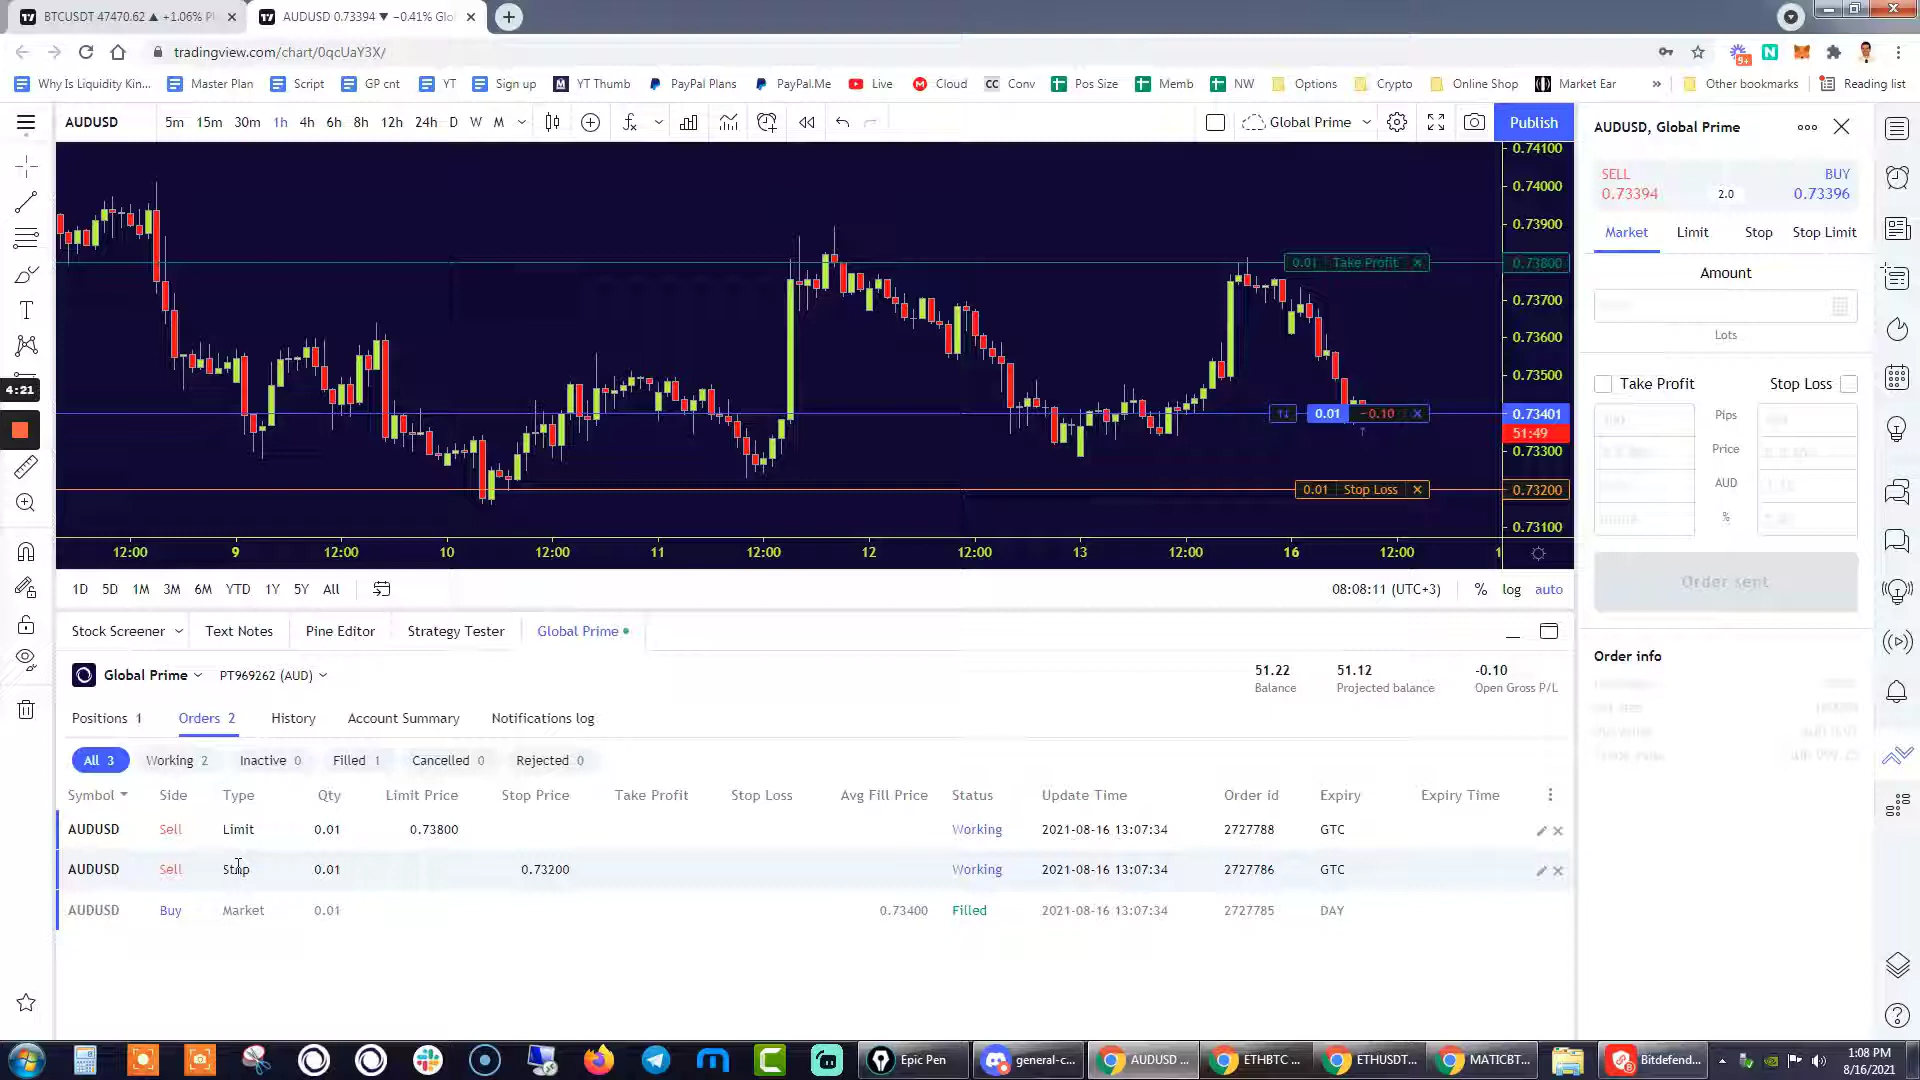 BTCUSDT 47470.62 ▲ +1.06%
AUDUSD 0.73394 ▼ −0.41% Glo
tradingview.com/chart/0qcUaY3X/
9+
Why Is Liquidity Kin... Master Plan Script GP cnt YT Sign up YT Thumb PayPal Plans PayPal.Me Live Cloud CC Conv Pos Size Memb NW Options Crypto Online Shop Market Ear » Other bookmarks Reading list
AUDUSD 5m 15m 30m 1h 4h 6h 8h 12h 24h D W M Global Prime Publish
AUDUSD, Global Prime
SELL
0.73394
2.0
BUY
0.73396
Market Limit Stop Stop Limit
Amount
Lots
Take Profit Stop Loss
Pips
Price
AUD
%
Order sent
Order info
0.74100
0.74000
0.73900
0.01 Take Profit × 0.73800
0.73700
0.73600
0.73500
0.01 −0.10 × 0.73401
51:49
0.73300
0.01 Stop Loss × 0.73200
0.73100
4:21
12:00 9 12:00 10 12:00 11 12:00 12 12:00 13 12:00 16 12:00 1
1D 5D 1M 3M 6M YTD 1Y 5Y All 08:08:11 (UTC+3) % log auto
Stock Screener Text Notes Pine Editor Strategy Tester Global Prime
Global Prime PT969262 (AUD)
51.22
Balance
51.12
Projected balance
-0.10
Open Gross P/L
Positions 1 Orders 2 History Account Summary Notifications log
All 3 Working 2 Inactive 0 Filled 1 Cancelled 0 Rejected 0
Symbol Side Type Qty Limit Price Stop Price Take Profit Stop Loss Avg Fill Price Status Update Time Order id Expiry Expiry Time
AUDUSD Sell Limit 0.01 0.73800 Working 2021-08-16 13:07:34 2727788 GTC
AUDUSD Sell Stop 0.01 0.73200 Working 2021-08-16 13:07:34 2727786 GTC
AUDUSD Buy Market 0.01 0.73400 Filled 2021-08-16 13:07:34 2727785 DAY
Epic Pen general-c... AUDUSD ... ETHBTC ... ETHUSDT... MATICBT... Bitdefend...
1:08 PM
8/16/2021